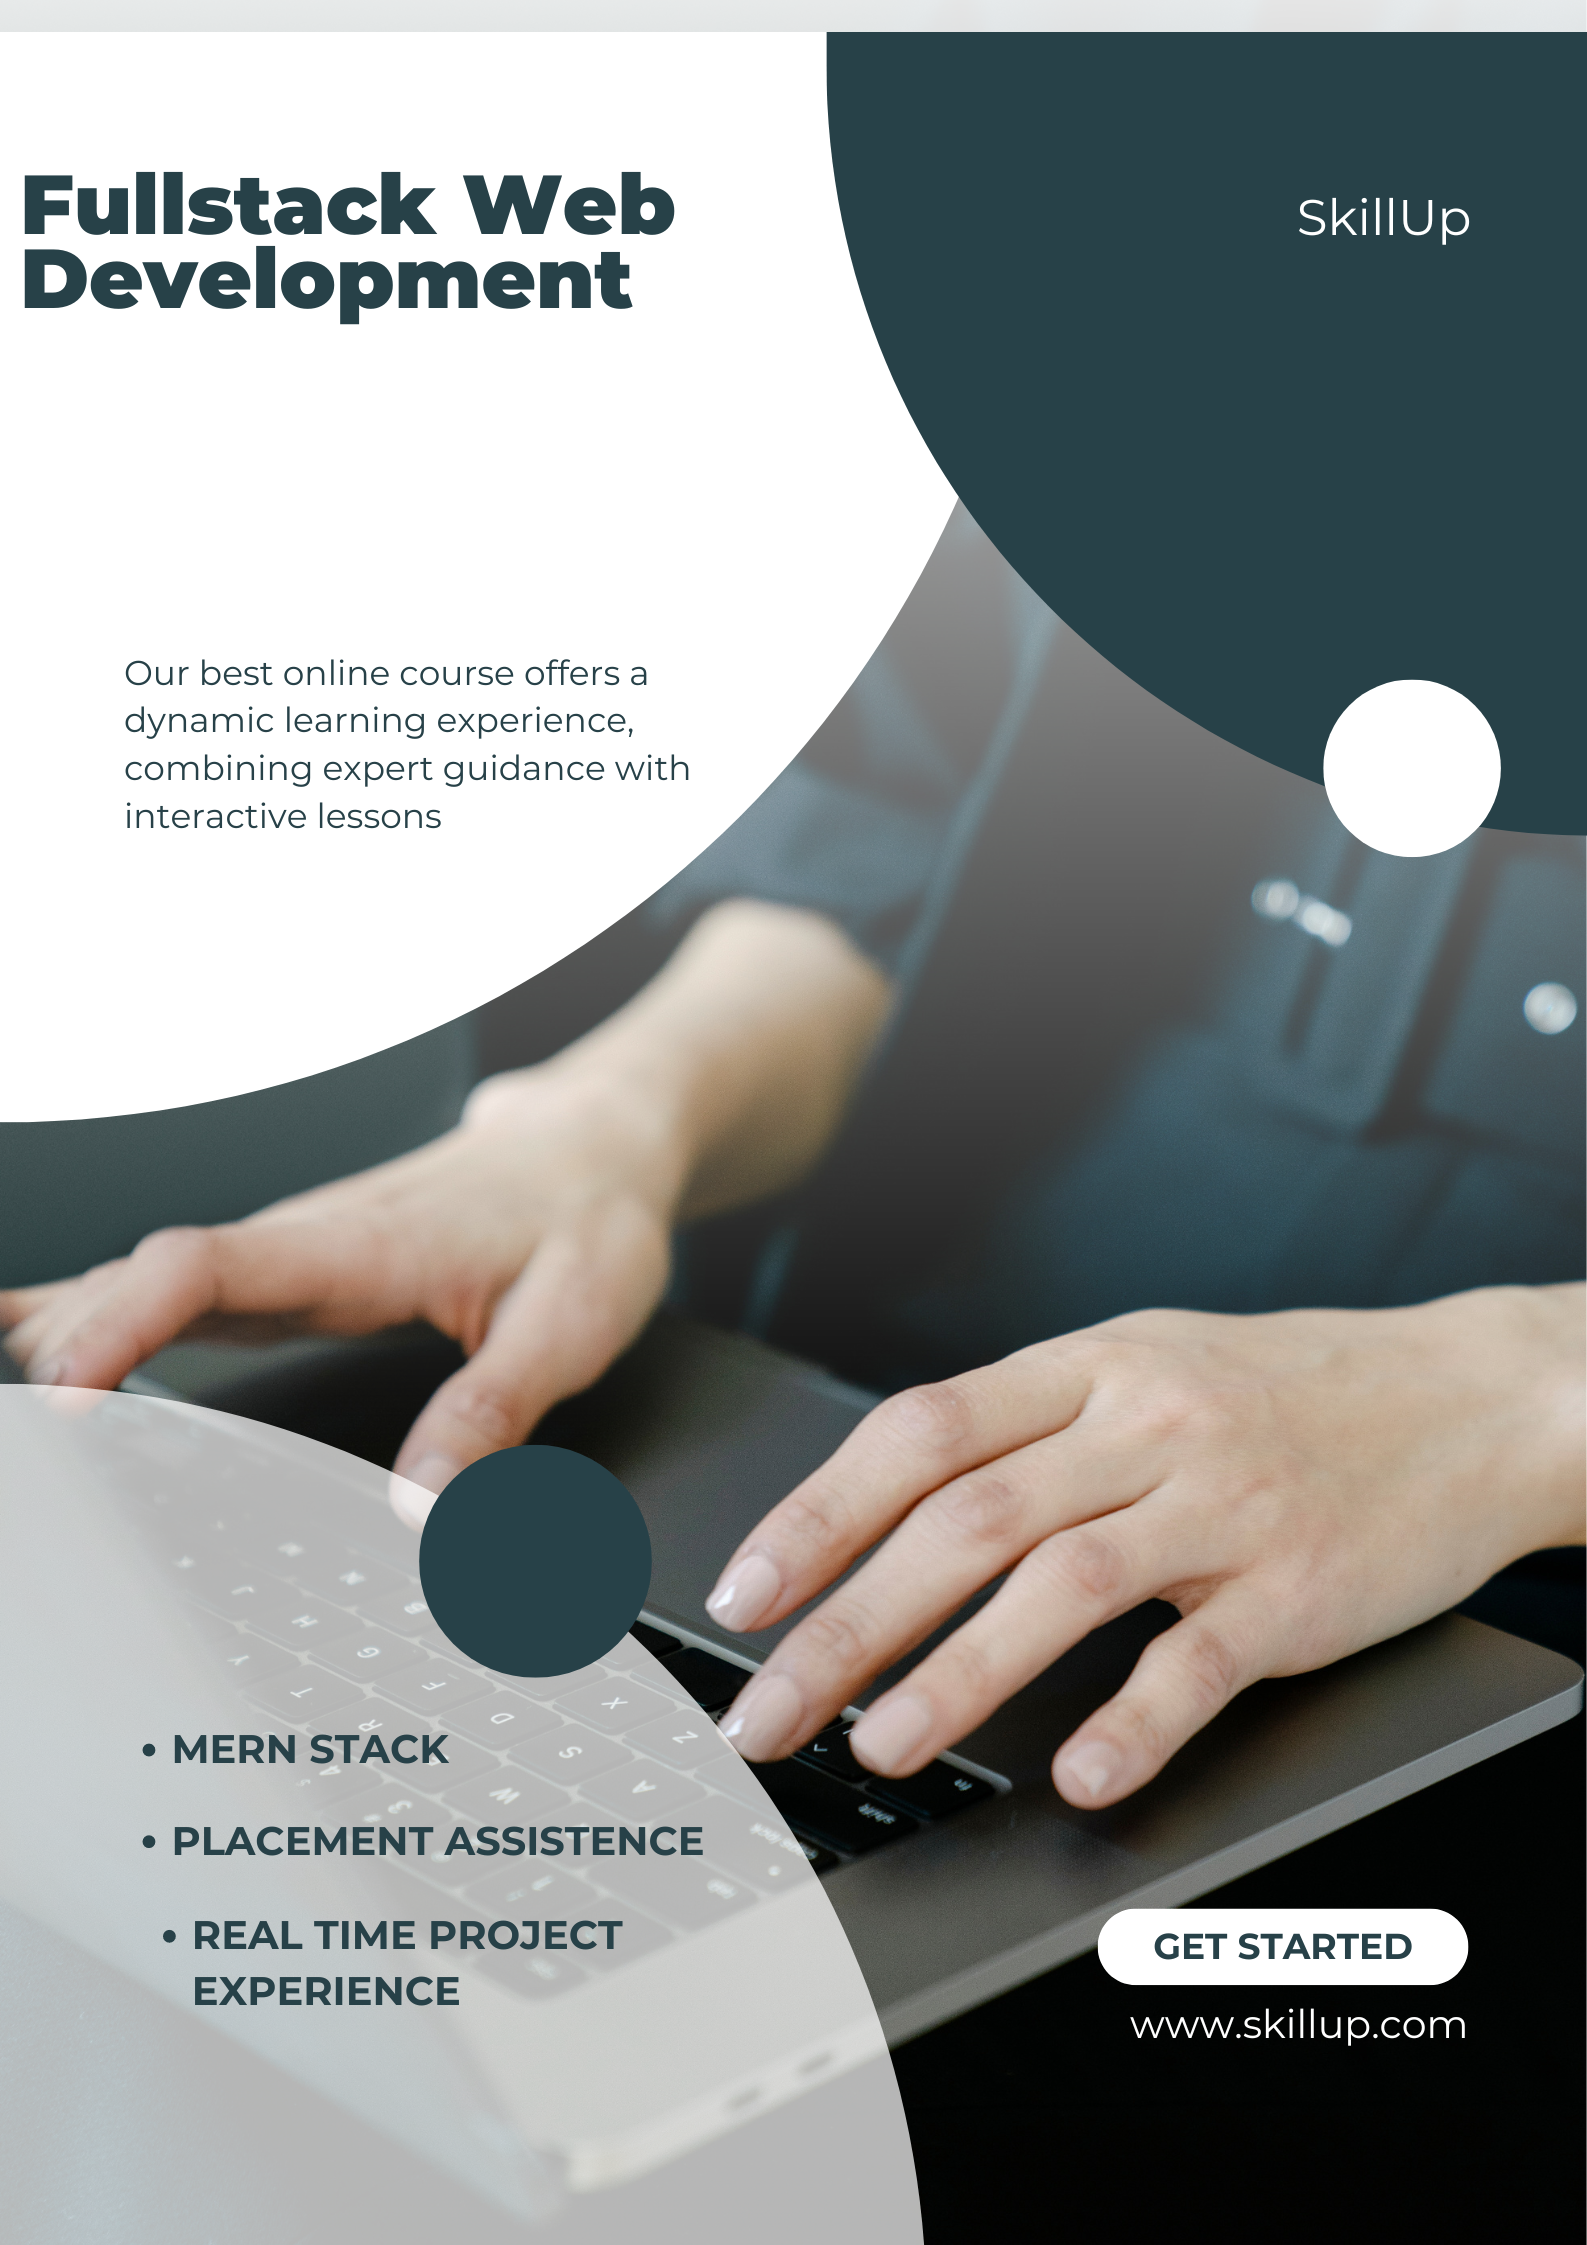 Fullstack Web
Development
SkillUp
Our best online course offers a
dynamic learning experience,
combining expert guidance with
interactive lessons
• MERN STACK
• PLACEMENT ASSISTENCE
• REAL TIME PROJECT
EXPERIENCE
GET STARTED
www.skillup.com